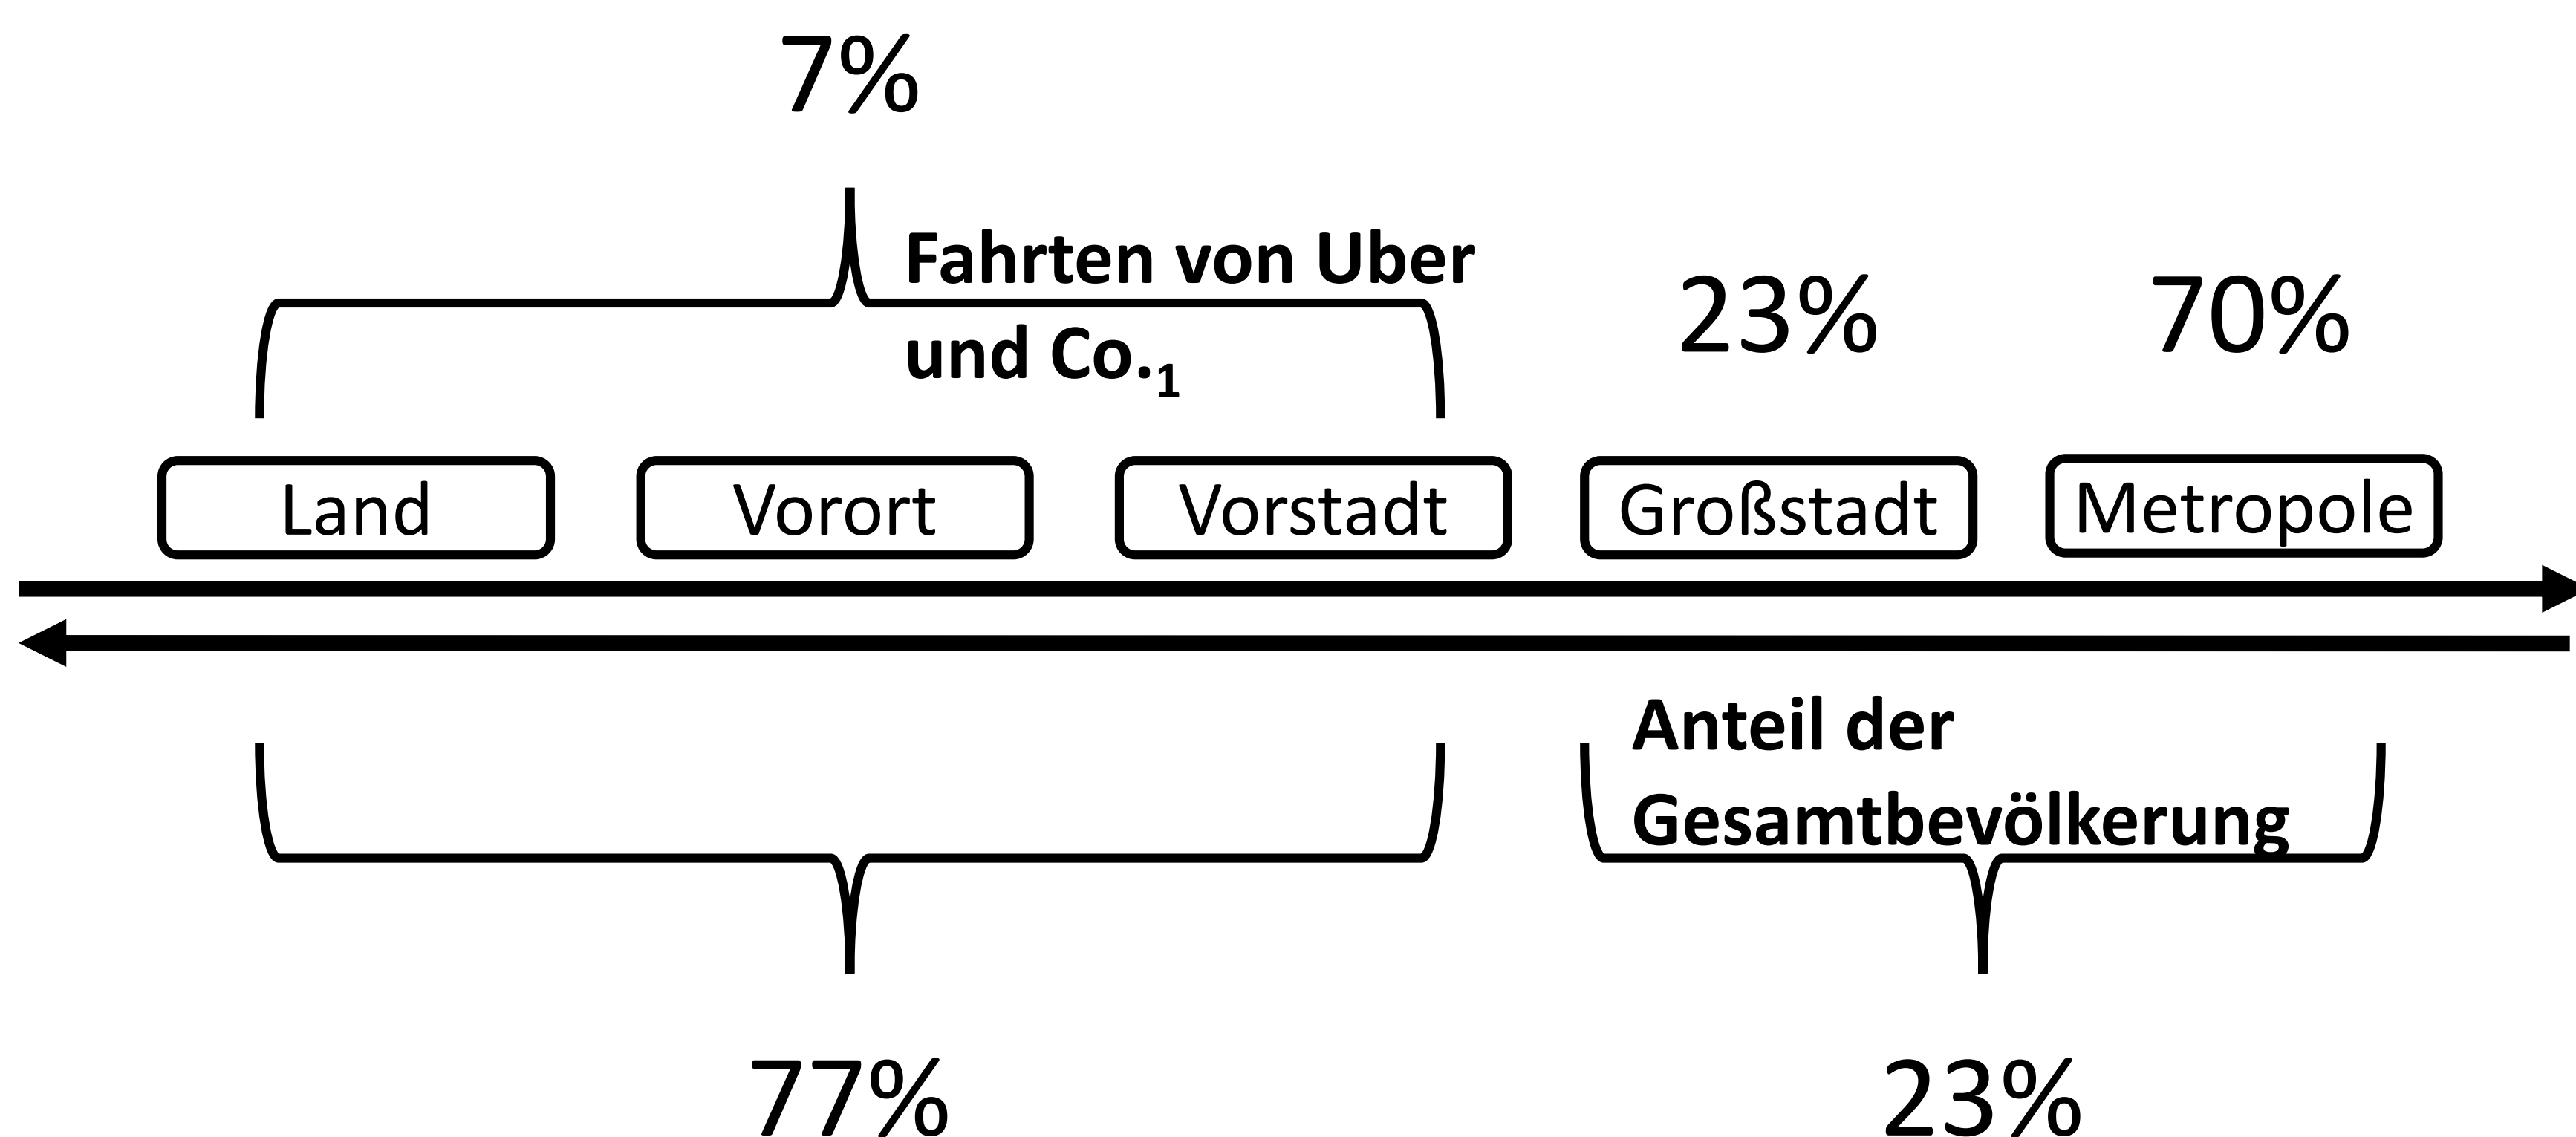 7%
Fahrten von Uber
und Co.1
23%
70%
Land
Vorort
Vorstadt
Großstadt
Metropole
Anteil der
Gesamtbevölkerung
77%
23%